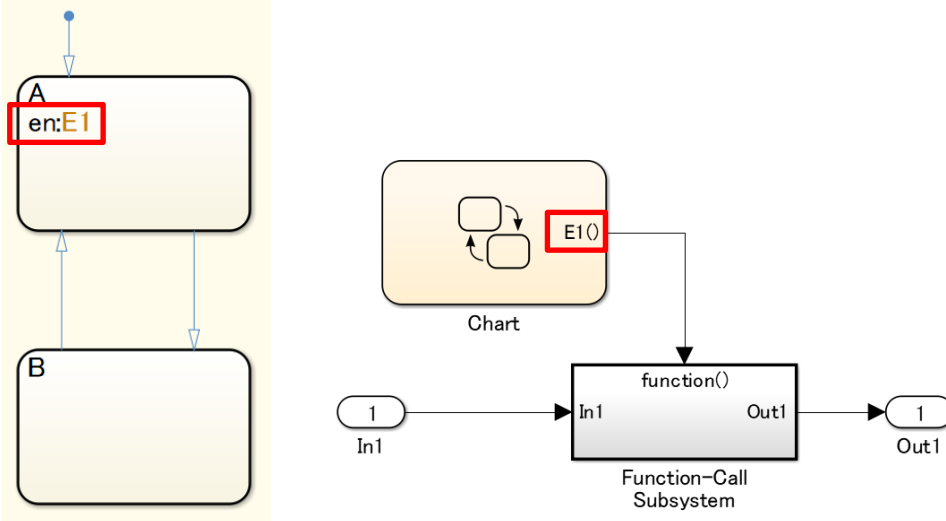 A
en:E1
B
E1()
Chart
function()
1
In1
In1
Out1
1
Out1
Function-Call
Subsystem